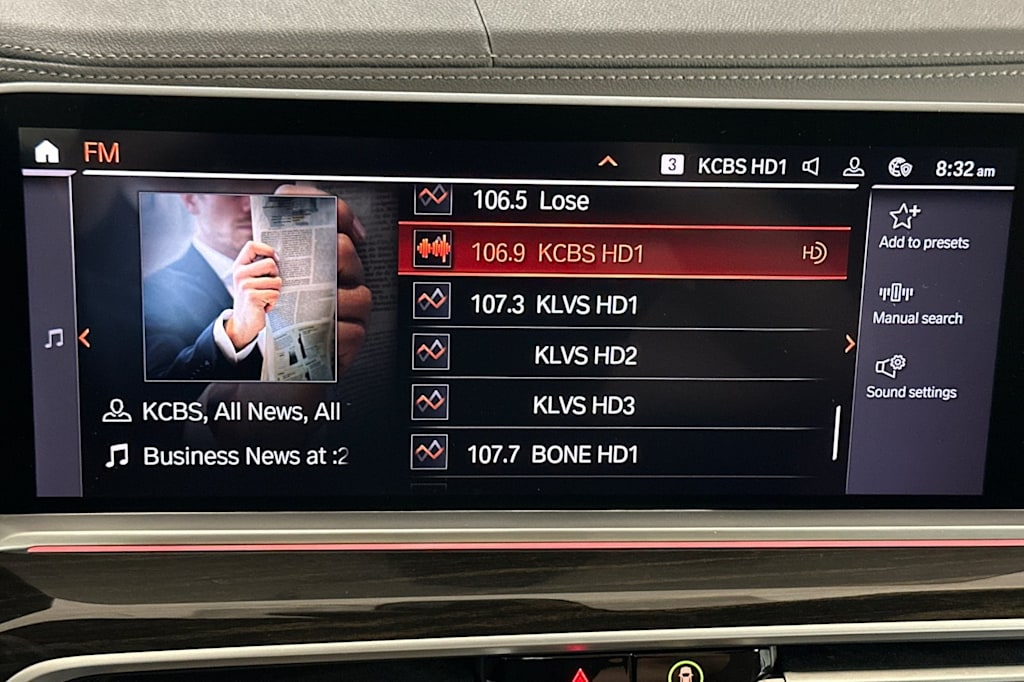 FM
3 KCBS HD1 8:32 am
106.5 Lose
106.9 KCBS HD1 HD
107.3 KLVS HD1
KLVS HD2
KLVS HD3
107.7 BONE HD1
KCBS, All News, All
Business News at :2
Add to presets
Manual search
Sound settings